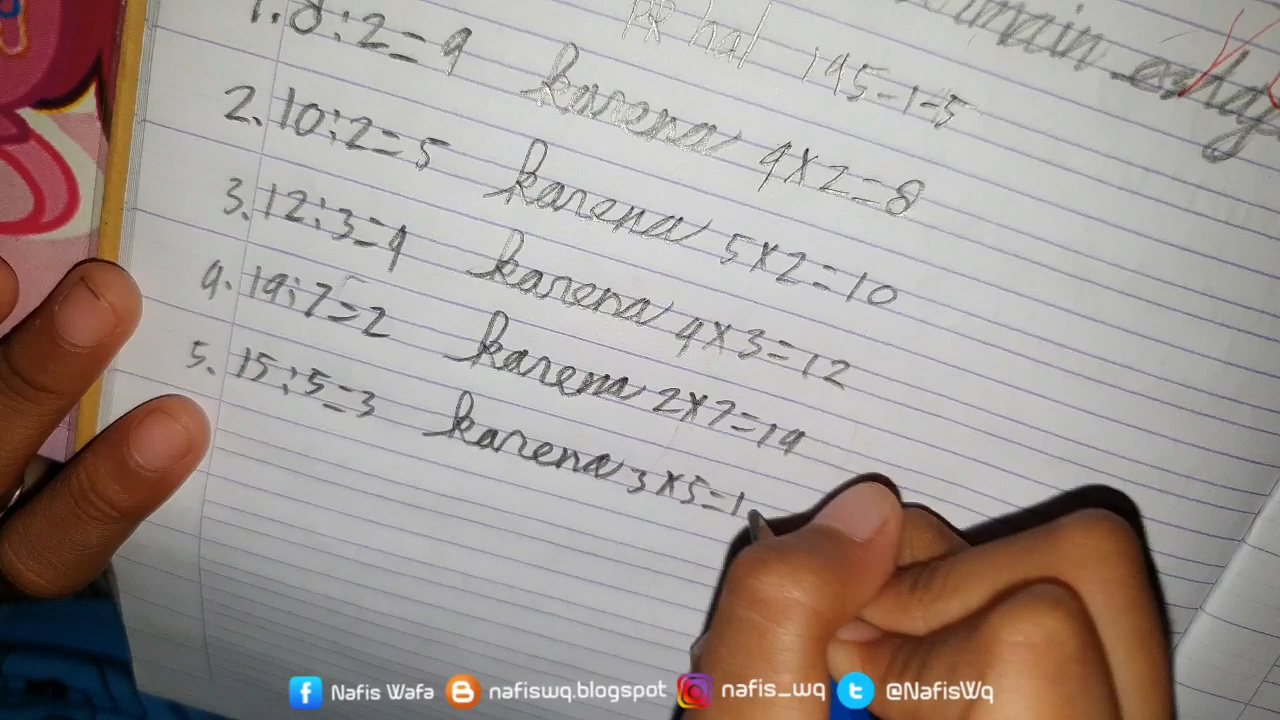 PR hal 195-1-5
1. 8:2=4 karena 4x2=8
2. 10:2=5 karena 5x2=10
3. 12:3=4 karena 4x3=12
4. 14:7=2 karena 2x7=14
5. 15:5=3 karena 3x5=1
Nafis Wafa nafiswq.blogspot nafis_wq @NafisWq